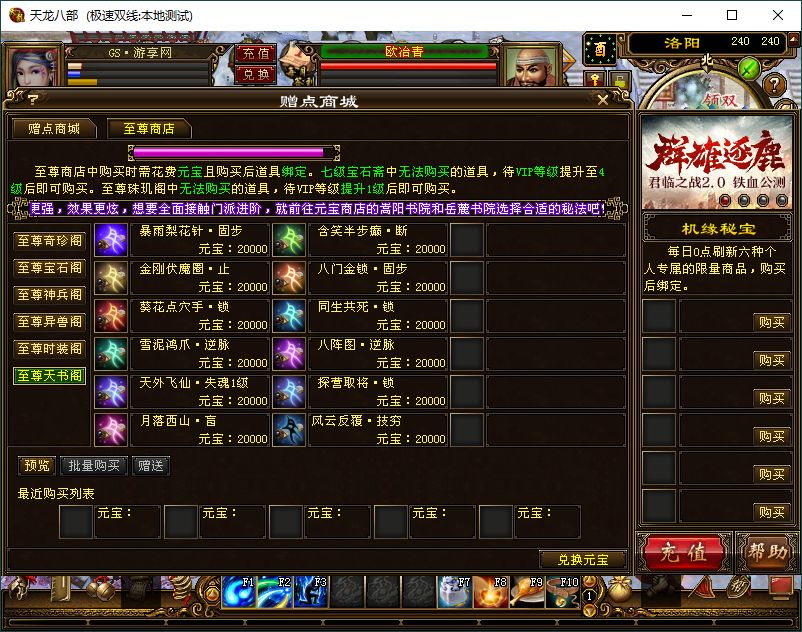 天龙八部 (极速双线:本地测试)
GS·游享网
充值
兑换
欧冶青
酉
洛阳
240 240
北
赠点商城
领双
赠点商城
至尊商店
至尊商店中购买时需花费元宝且购买后道具绑定。七级宝石斋中无法购买的道具，待VIP等级提升至4
级后即可购买。至尊珠玑阁中无法购买的道具，待VIP等级提升1级后即可购买。
更强，效果更炫，想要全面接触门派进阶，就前往元宝商店的嵩阳书院和岳麓书院选择合适的秘法吧!
至尊奇珍阁
至尊宝石阁
至尊神兵阁
至尊异兽阁
至尊时装阁
至尊天书阁
暴雨梨花针·固步
元宝：20000
含笑半步癫·断
元宝：20000
金刚伏魔圈·止
元宝：20000
八门金锁·固步
元宝：20000
葵花点穴手·锁
元宝：20000
同生共死·锁
元宝：20000
雪泥鸿爪·逆脉
元宝：20000
八阵图·逆脉
元宝：20000
天外飞仙·失魂1级
元宝：20000
探营取将·锁
元宝：20000
月落西山·盲
元宝：20000
风云反覆·技穷
元宝：20000
预览
批量购买
赠送
最近购买列表
元宝：
元宝：
元宝：
元宝：
元宝：
兑换元宝
群雄逐鹿
君临之战2.0 铁血公测
机缘秘宝
每日0点刷新六种个
人专属的限量商品，购买
后绑定。
购买
购买
购买
购买
购买
购买
充值
帮助
F1
F2
F3
F7
F8
F9
F10
1